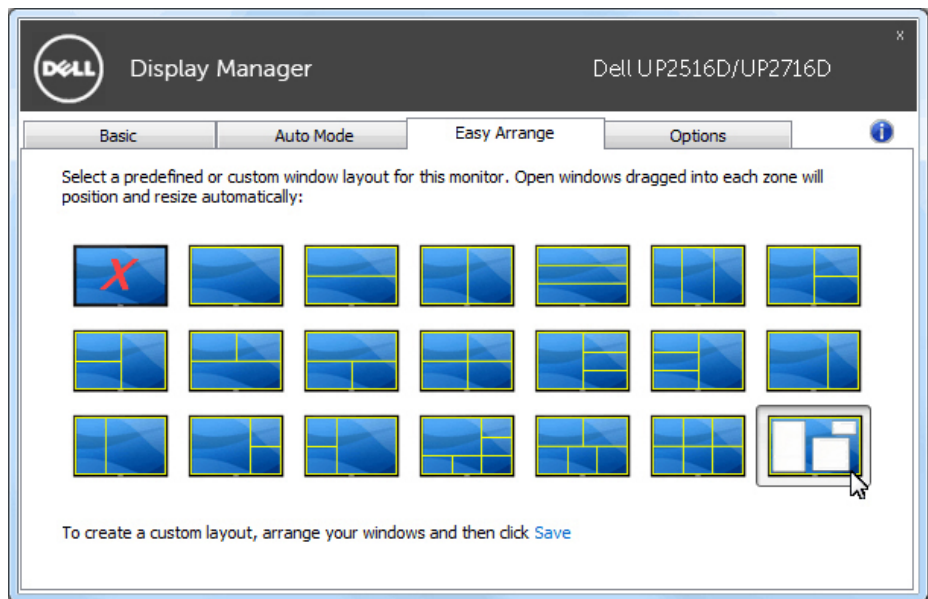 DELL
Display Manager
Dell UP2516D/UP2716D
x
Basic
Auto Mode
Easy Arrange
Options
i
Select a predefined or custom window layout for this monitor. Open windows dragged into each zone will
position and resize automatically:
X
To create a custom layout, arrange your windows and then click Save